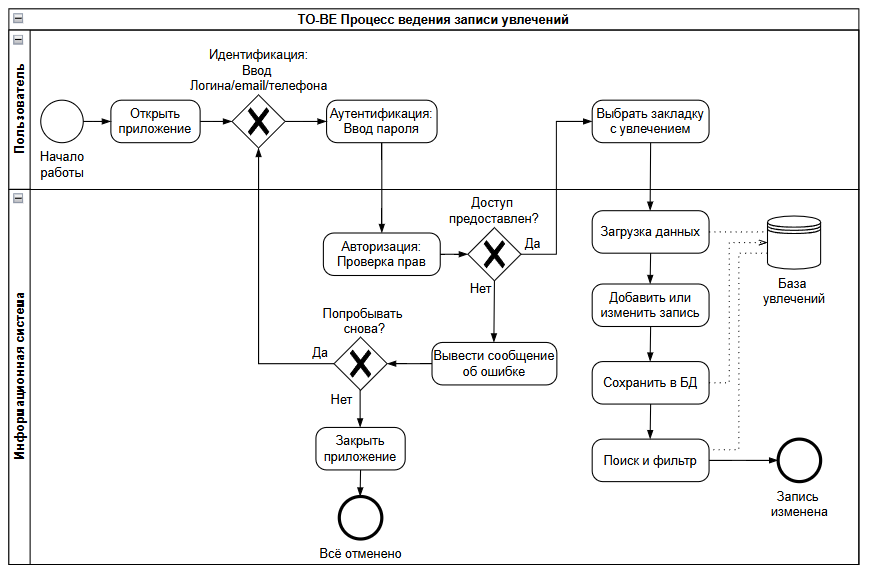 TO-BE Процесс ведения записи увлечений
Пользователь
Начало
работы
Открыть
приложение
Идентификация:
Ввод
Логина/email/телефона
Аутентификация:
Ввод пароля
Выбрать закладку
с увлечением
Информационная система
Авторизация:
Проверка прав
Доступ
предоставлен?
Да
Нет
Загрузка данных
База
увлечений
Добавить или
изменить запись
Попробывать
снова?
Да
Нет
Вывести сообщение
об ошибке
Сохранить в БД
Закрыть
приложение
Поиск и фильтр
Запись
изменена
Всё отменено